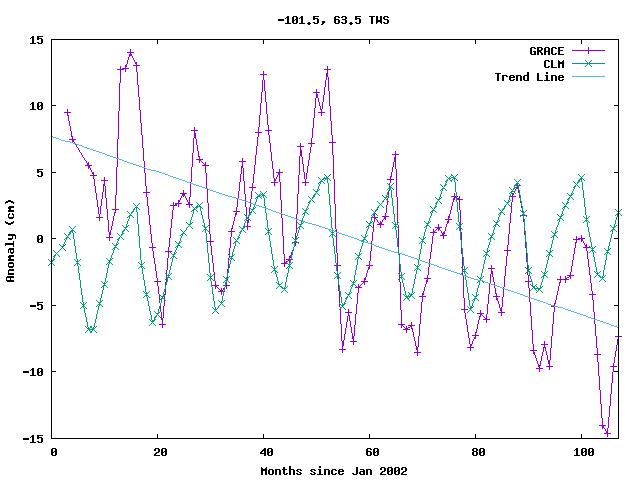 -101.5, 63.5 TWS
GRACE
CLM
Trend Line
15
10
5
0
-5
-10
-15
Anomaly (cm)
0 20 40 60 80 100
Months since Jan 2002